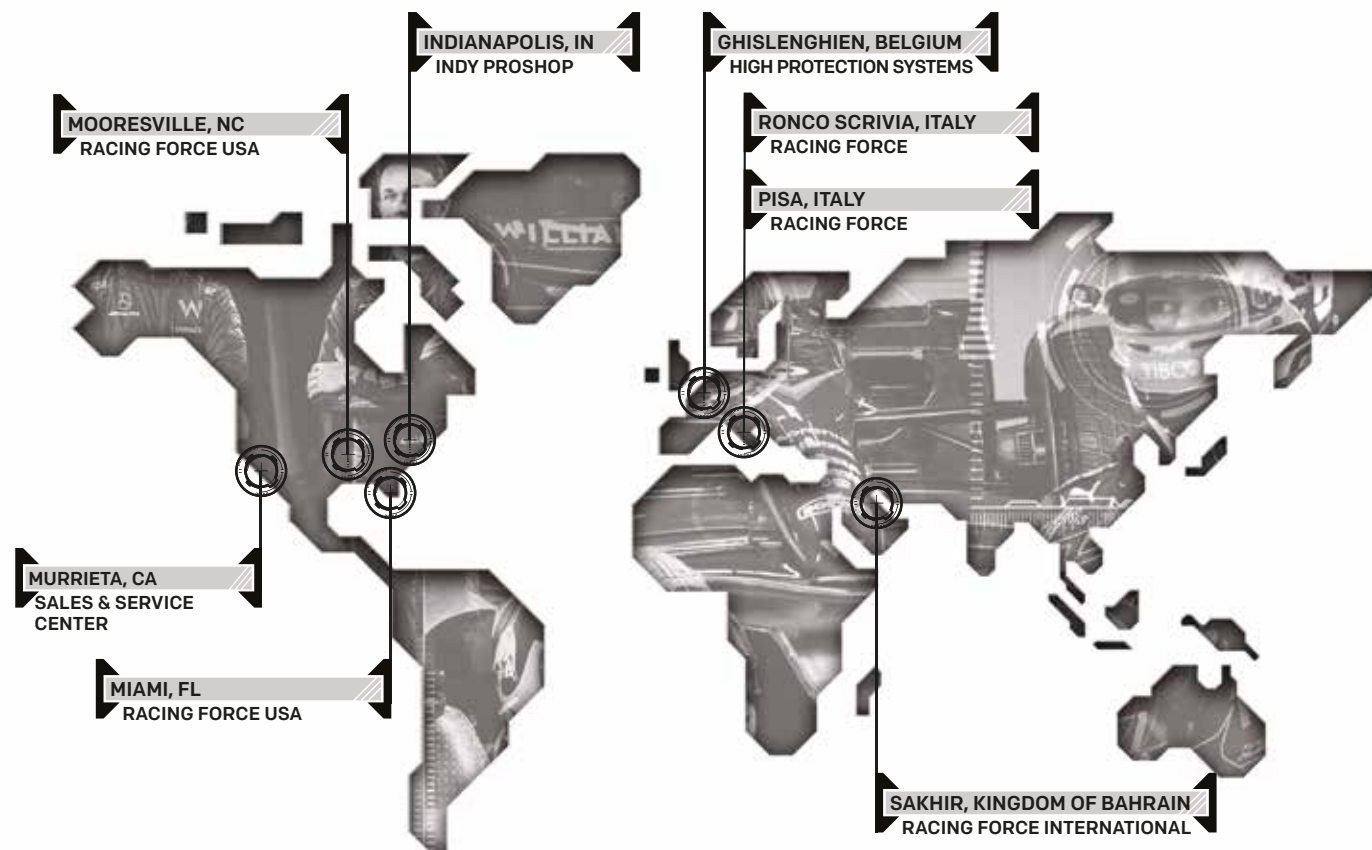 INDIANAPOLIS, IN
INDY PROSHOP
GHISLENGHIEN, BELGIUM
HIGH PROTECTION SYSTEMS
MOORESVILLE, NC
RACING FORCE USA
RONCO SCRIVIA, ITALY
RACING FORCE
PISA, ITALY
RACING FORCE
WILLIA
W
TIBCO
MURRIETA, CA
SALES & SERVICE
CENTER
MIAMI, FL
RACING FORCE USA
SAKHIR, KINGDOM OF BAHRAIN
RACING FORCE INTERNATIONAL